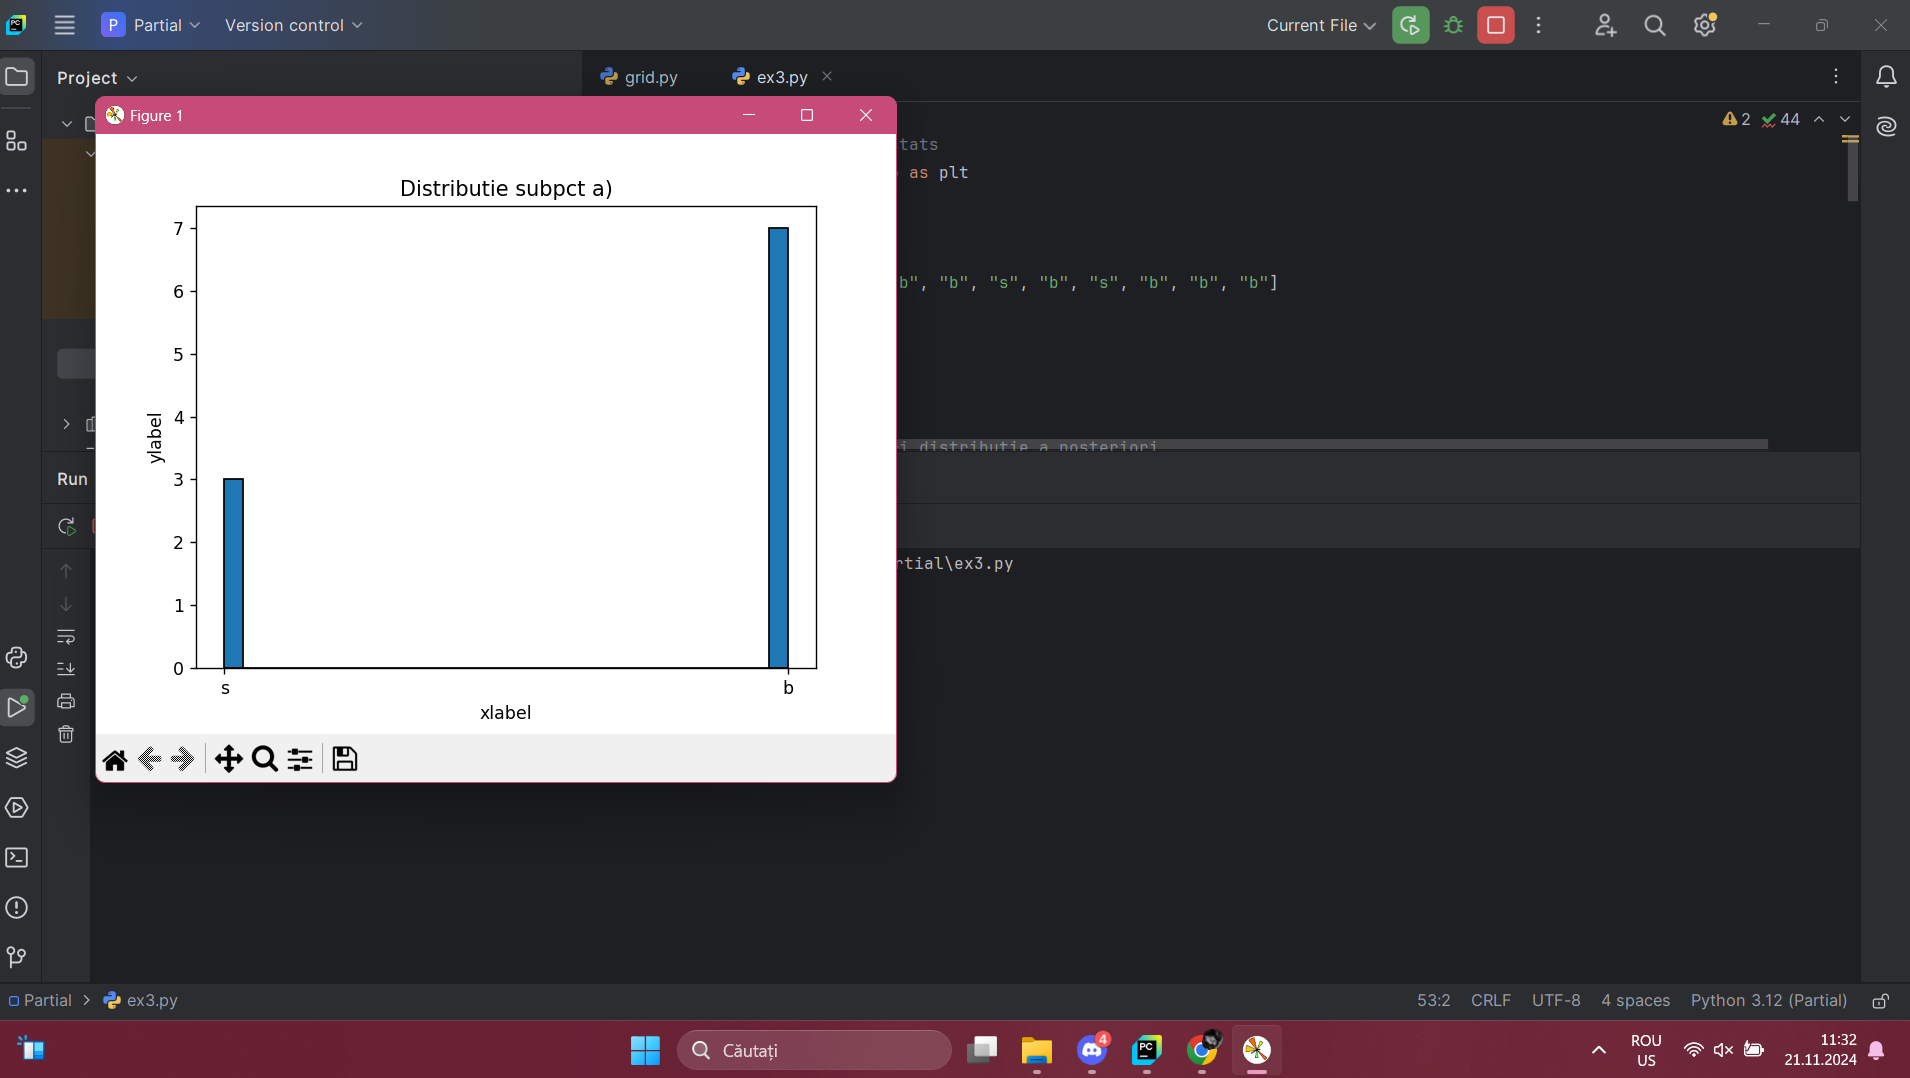 P Partial Version control Current File
Project grid.py ex3.py
Figure 1
2 44
tats
as plt
Distributie subpct a)
b", "b", "s", "b", "s", "b", "b", "b"]
7
6
5
4
3
2
1
0
ylabel
s b
xlabel
i distributie a posteriori
Run
rtial\ex3.py
Partial > ex3.py 53:2 CRLF UTF-8 4 spaces Python 3.12 (Partial)
Căutați
4
PC
ROU
US
11:32
21.11.2024